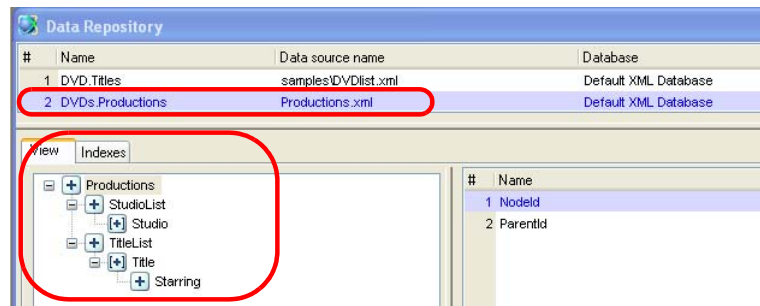 Data Repository
# Name Data source name Database
1 DVD.Titles samples\DVDlist.xml Default XML Database
2 DVDs.Productions Productions.xml Default XML Database
View Indexes
Productions
StudioList
Studio
TitleList
Title
Starring
# Name
1 NodeId
2 ParentId